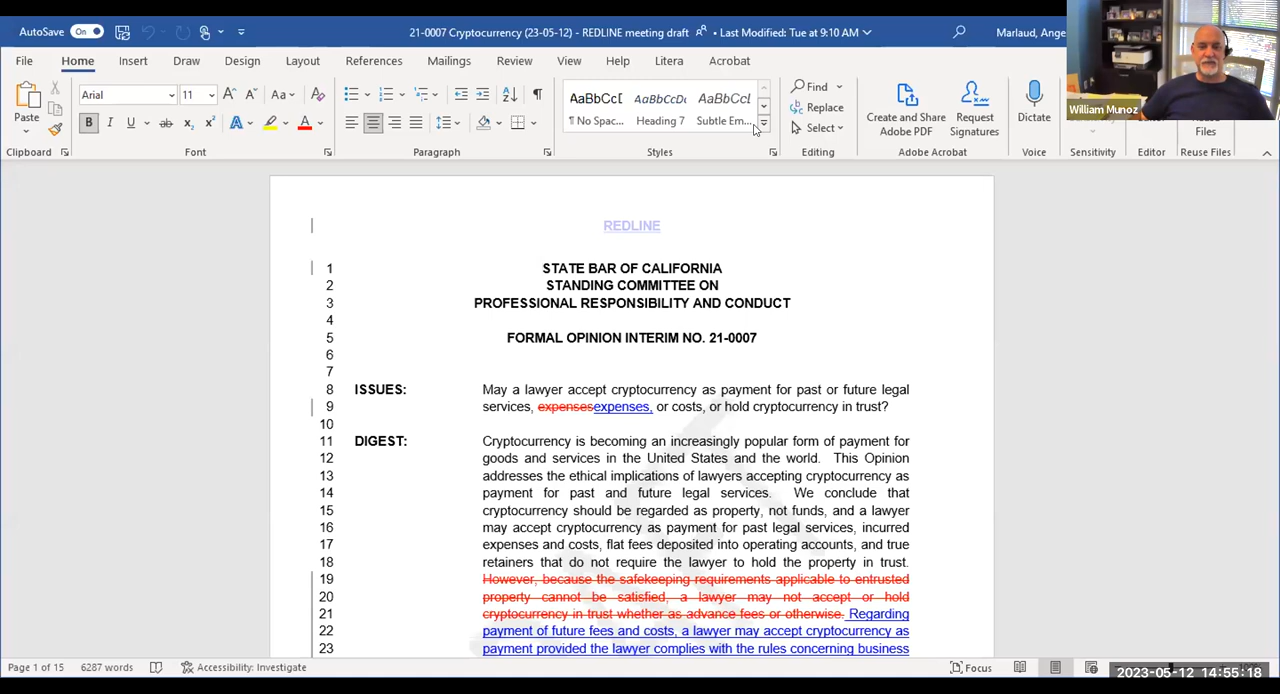 AutoSave On 21-0007 Cryptocurrency (23-05-12) - REDLINE meeting draft • Last Modified: Tue at 9:10 AM Marlaud, Ange
File Home Insert Draw Design Layout References Mailings Review View Help Litera Acrobat
William Munoz
Paste
Arial 11 Aa
AaBbCcD AaBbCcDc AaBbCcD
¶ No Spac... Heading 7 Subtle Em...
Find
Replace
Select
Create and Share Adobe PDF
Request Signatures
Dictate
Files
Clipboard Font Paragraph Styles Editing Adobe Acrobat Voice Sensitivity Editor Reuse Files
REDLINE
1 STATE BAR OF CALIFORNIA
2 STANDING COMMITTEE ON
3 PROFESSIONAL RESPONSIBILITY AND CONDUCT
4
5 FORMAL OPINION INTERIM NO. 21-0007
6
7
8 ISSUES: May a lawyer accept cryptocurrency as payment for past or future legal
9 services, expensesexpenses, or costs, or hold cryptocurrency in trust?
10
11 DIGEST: Cryptocurrency is becoming an increasingly popular form of payment for
12 goods and services in the United States and the world. This Opinion
13 addresses the ethical implications of lawyers accepting cryptocurrency as
14 payment for past and future legal services. We conclude that
15 cryptocurrency should be regarded as property, not funds, and a lawyer
16 may accept cryptocurrency as payment for past legal services, incurred
17 expenses and costs, flat fees deposited into operating accounts, and true
18 retainers that do not require the lawyer to hold the property in trust.
19 However, because the safekeeping requirements applicable to entrusted
20 property cannot be satisfied, a lawyer may not accept or hold
21 cryptocurrency in trust whether as advance fees or otherwise. Regarding
22 payment of future fees and costs, a lawyer may accept cryptocurrency as
23 payment provided the lawyer complies with the rules concerning business
Page 1 of 15 6287 words Accessibility: Investigate Focus
2023-05-12 14:55:18